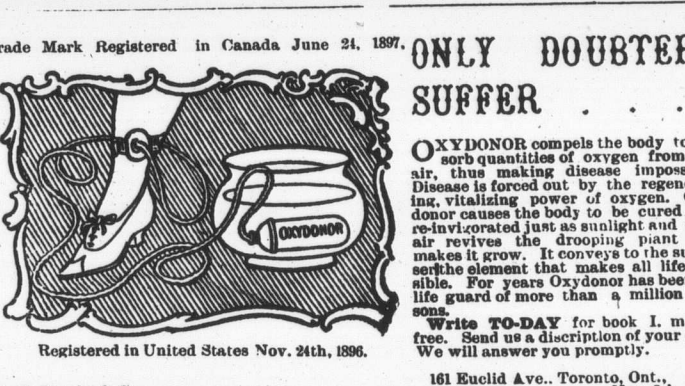 rade Mark Registered in Canada June 24, 1897.
OXYDONOR
Registered in United States Nov. 24th, 1896.
ONLY DOUBTER
SUFFER . . .
OXYDONOR compels the body to
sorb quantities of oxygen from
air, thus making disease imposs
Disease is forced out by the regen
ing, vitalizing power of oxygen.
donor causes the body to be cured
re-invigorated just as sunlight and
air revives the drooping plant
makes it grow. It conveys to the su
ser the element that makes all life
sible. For years Oxydonor has bee
life guard of more than a million
sons.
Write TO-DAY for book I. m
free. Send us a discription of your
We will answer you promptly.
161 Euclid Ave.. Toronto, Ont.,